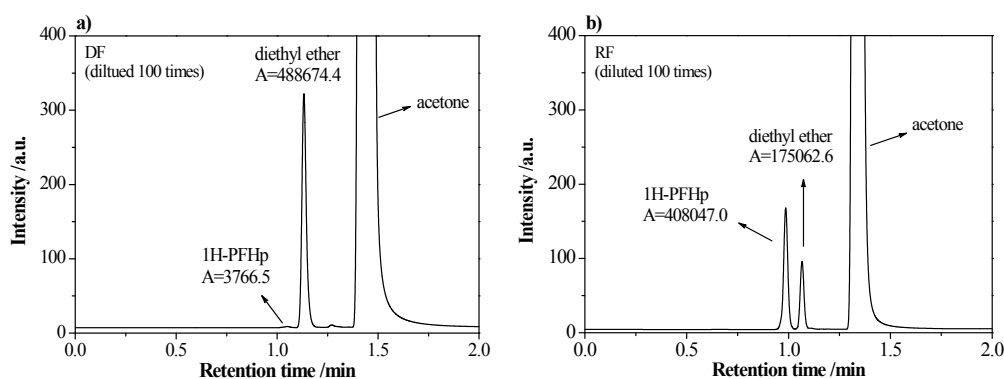 a)
DF
(diltued 100 times)
diethyl ether
A=488674.4
acetone
1H-PFHp
A=3766.5
Intensity /a.u.
400
300
200
100
0
0.0 0.5 1.0 1.5 2.0
Retention time /min
b)
RF
(diluted 100 times)
acetone
diethyl ether
A=175062.6
1H-PFHp
A=408047.0
Intensity /a.u.
400
300
200
100
0
0.0 0.5 1.0 1.5 2.0
Retention time /min